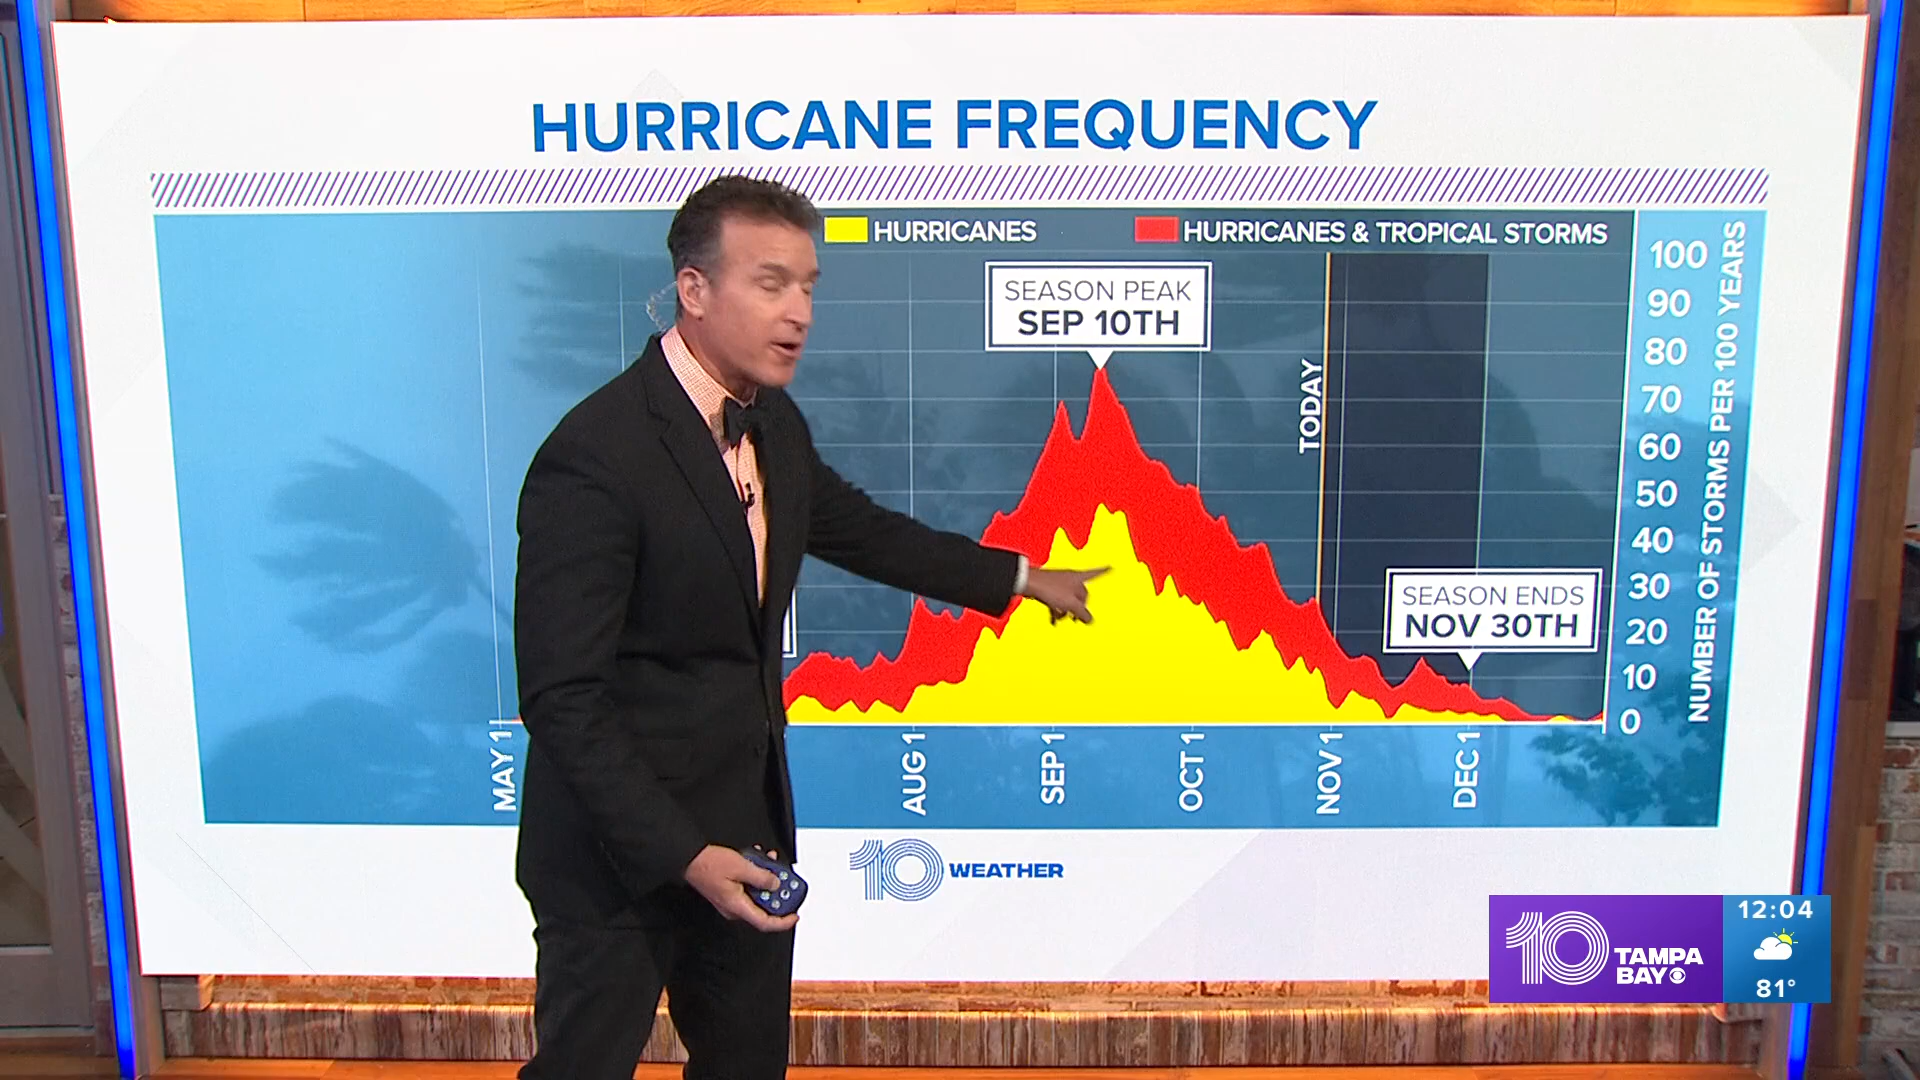 HURRICANE FREQUENCY
HURRICANES
HURRICANES & TROPICAL STORMS
SEASON PEAK
SEP 10TH
TODAY
SEASON ENDS
NOV 30TH
100
90
80
70
60
50
40
30
20
10
0
NUMBER OF STORMS PER 100 YEARS
MAY 1
AUG 1
SEP 1
OCT 1
NOV 1
DEC 1
10 WEATHER
10 TAMPA
BAY
12:04
81°